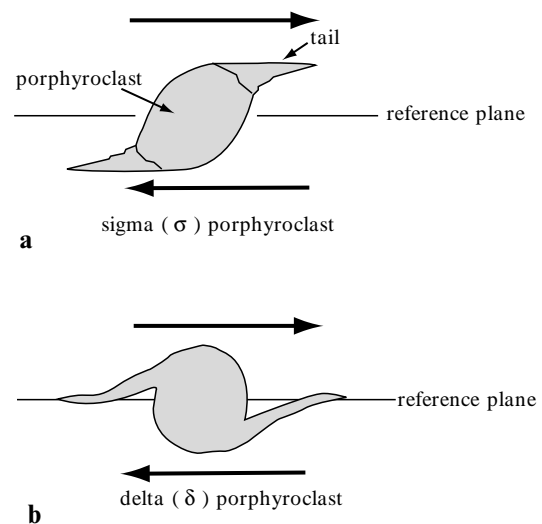 tail
porphyroclast
reference plane
sigma ( σ ) porphyroclast
a
reference plane
delta ( δ ) porphyroclast
b